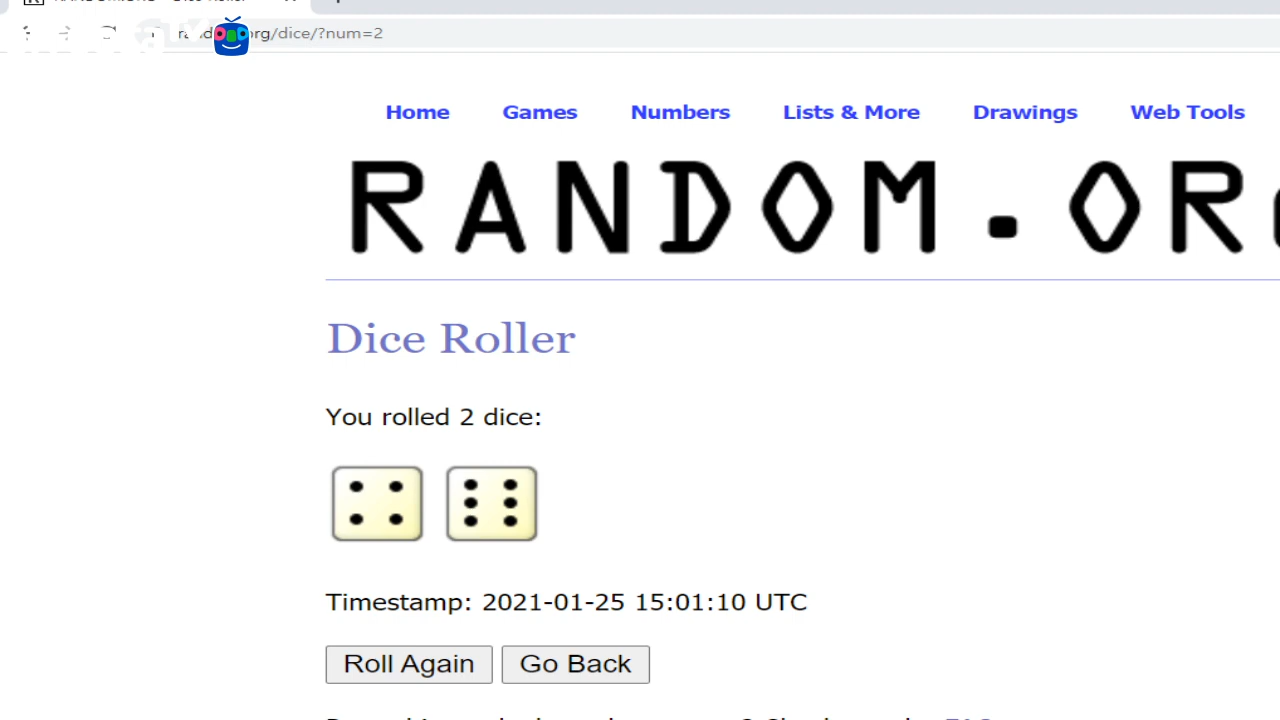 org/dice/?num=2
Home Games Numbers Lists & More Drawings Web Tools
RANDOM.OR
Dice Roller
You rolled 2 dice:
Timestamp: 2021-01-25 15:01:10 UTC
Roll Again Go Back